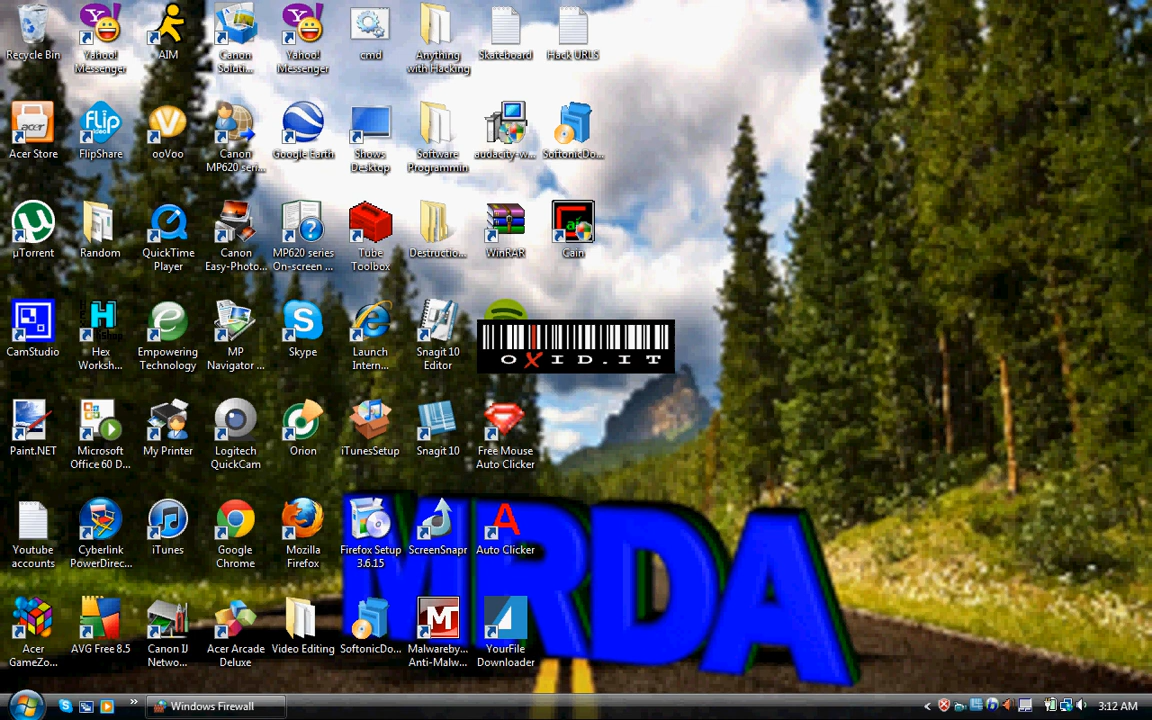 Recycle Bin
Yahoo!
Messenger
AIM
Canon
Soluti...
Yahoo!
Messenger
cmd
Anything
with Hacking
Skateboard
Hack URLS
Acer Store
FlipShare
ooVoo
Canon
MP620 seri...
Google Earth
Shows
Desktop
Software
Programmin
audacity-w...
SoftonicDo...
µTorrent
Random
QuickTime
Player
Canon
Easy-Photo...
MP620 series
On-screen ...
Tube
Toolbox
Destructio...
WinRAR
Cain
CamStudio
Hex
Worksh...
Empowering
Technology
MP
Navigator ...
Skype
Launch
Intern...
Snagit 10
Editor
OXID.IT
Paint.NET
Microsoft
Office 60 D...
My Printer
Logitech
QuickCam
Orion
iTunesSetup
Snagit 10
Free Mouse
Auto Clicker
Youtube
accounts
Cyberlink
PowerDirec...
iTunes
Google
Chrome
Mozilla
Firefox
Firefox Setup
3.6.15
ScreenSnapr
Auto Clicker
MRDA
Acer
GameZo...
AVG Free 8.5
Canon IJ
Netwo...
Acer Arcade
Deluxe
Video Editing
SoftonicDo...
Malwareby...
Anti-Malw...
YourFile
Downloader
Windows Firewall
3:12 AM